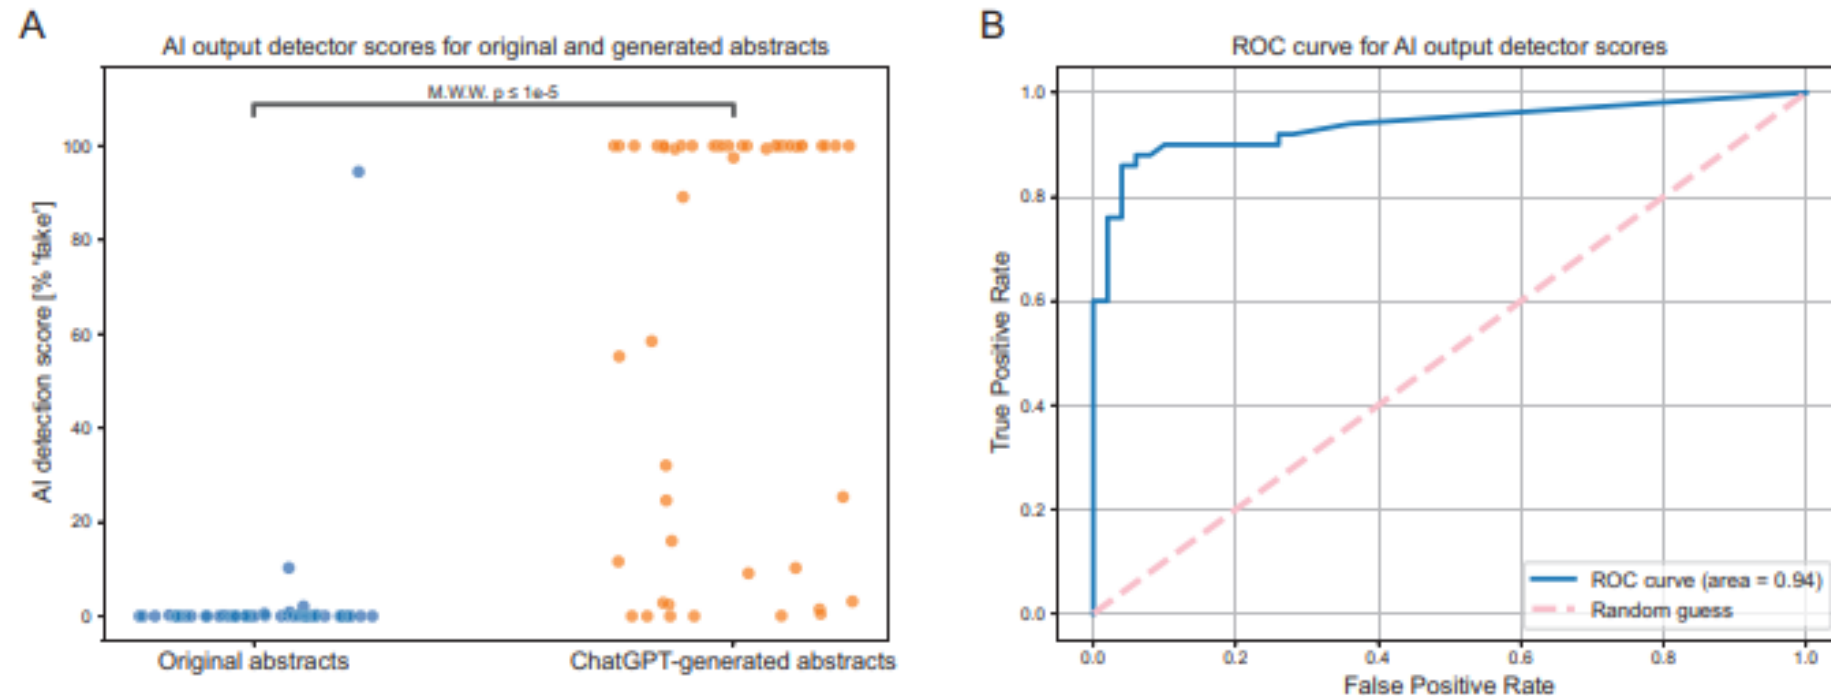 A
AI output detector scores for original and generated abstracts
M.W.W. p ≤ 1e-5
100
80
60
40
20
0
AI detection score [% 'fake']
Original abstracts
ChatGPT-generated abstracts
B
ROC curve for AI output detector scores
1.0
0.8
0.6
0.4
0.2
0.0
True Positive Rate
ROC curve (area = 0.94)
Random guess
0.0 0.2 0.4 0.6 0.8 1.0
False Positive Rate